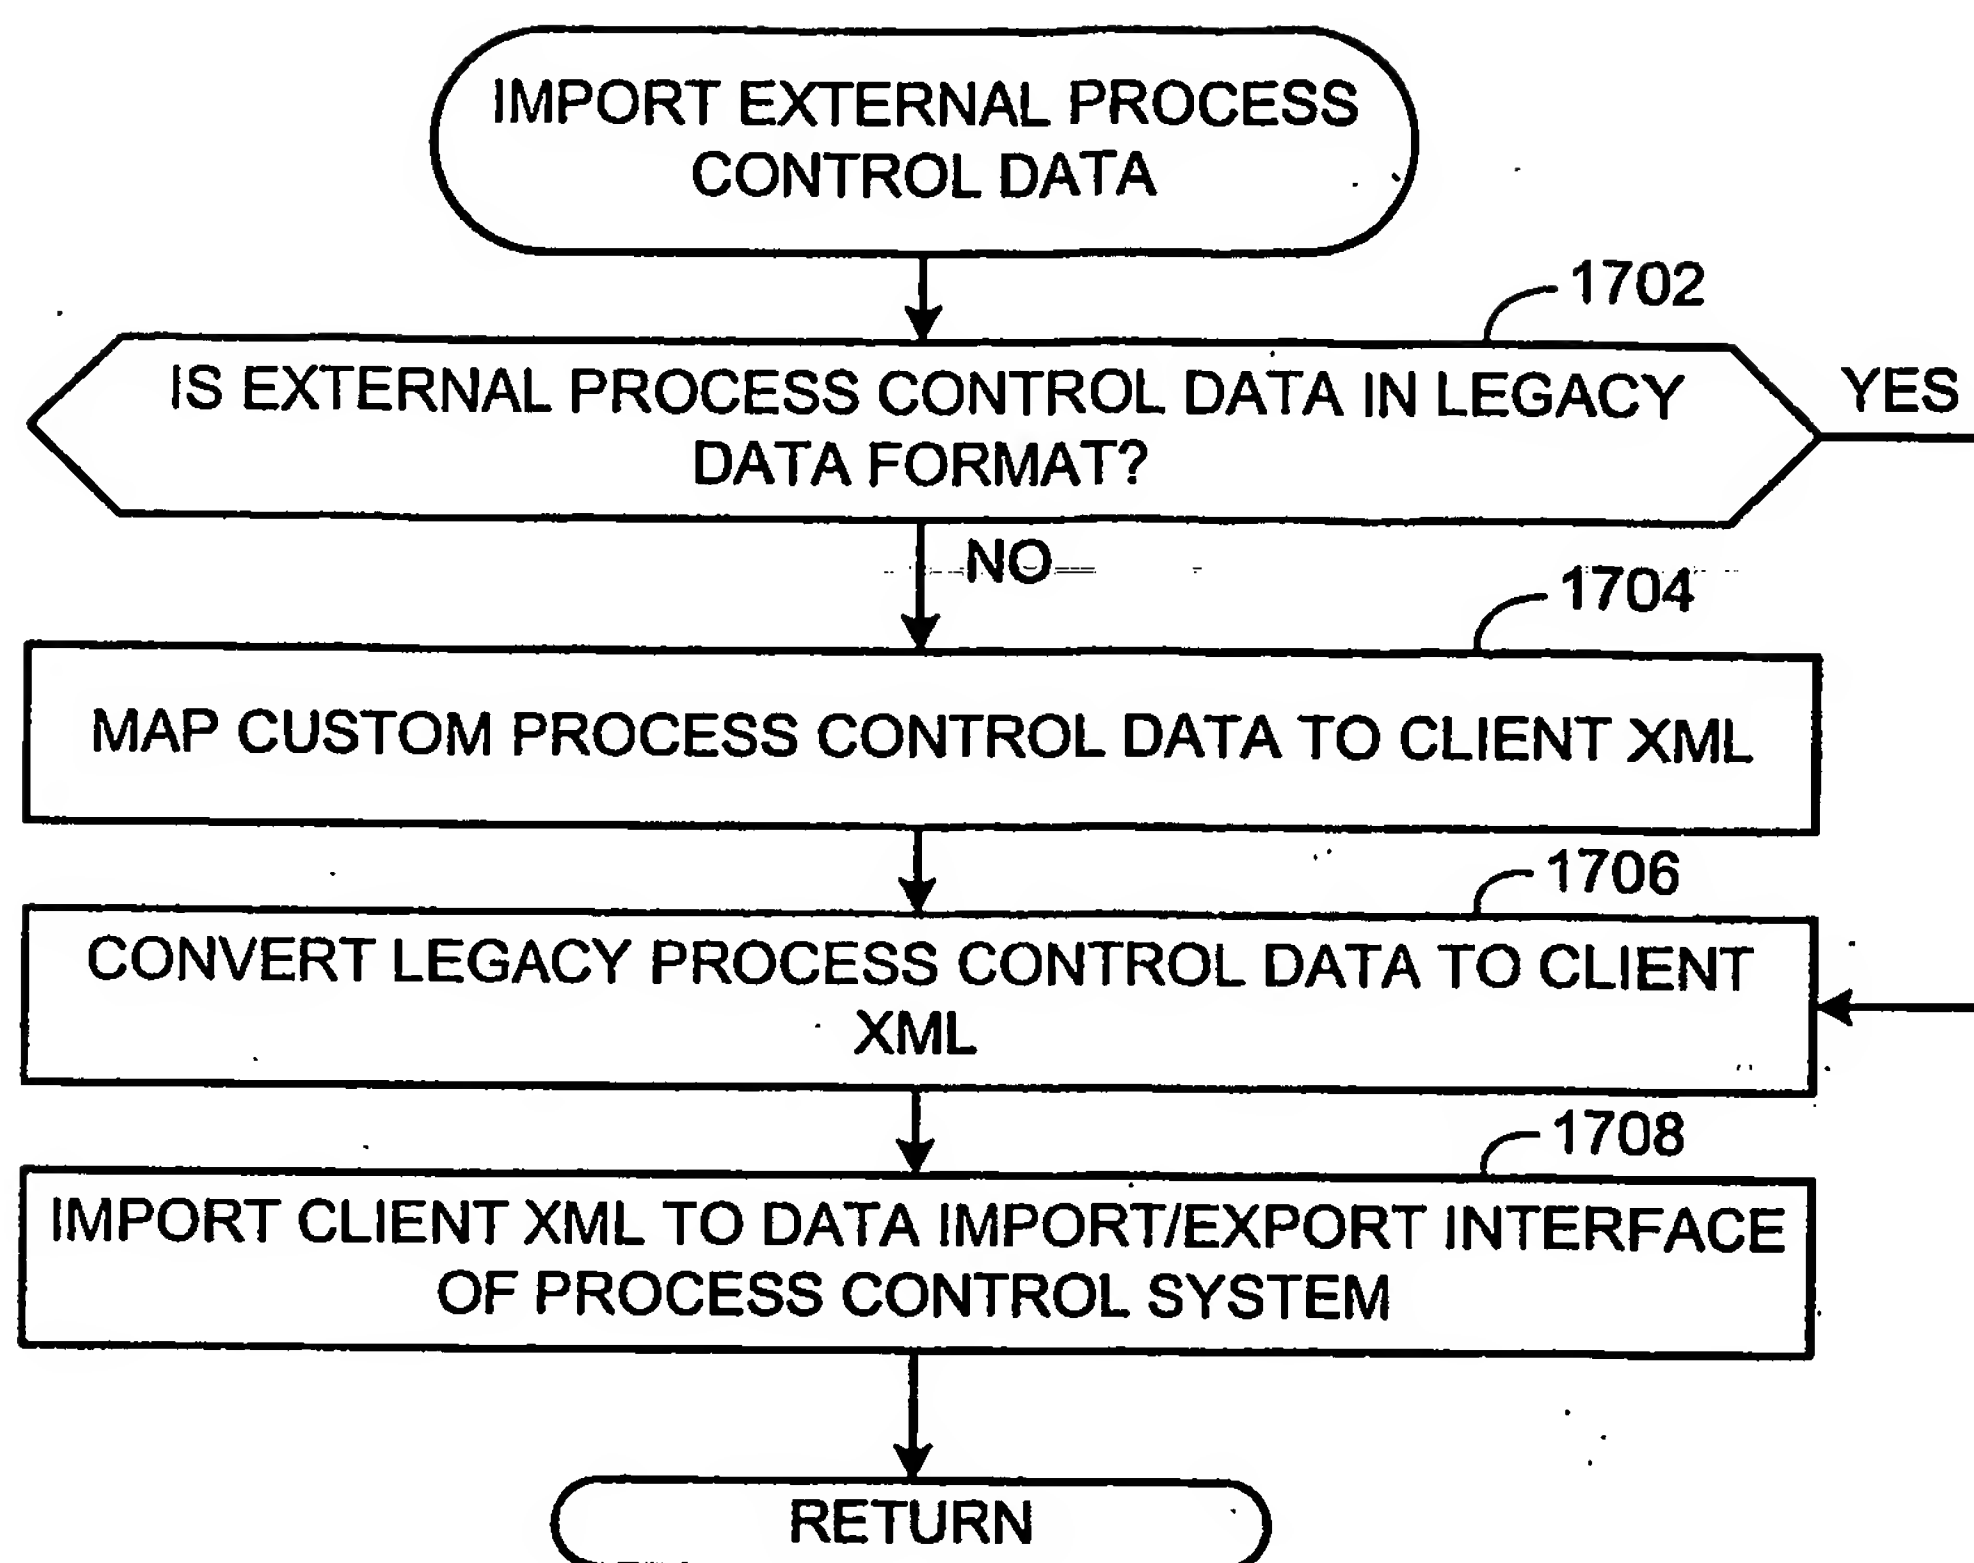 IMPORT EXTERNAL PROCESS
CONTROL DATA
1702
IS EXTERNAL PROCESS CONTROL DATA IN LEGACY
DATA FORMAT?
YES
NO
1704
MAP CUSTOM PROCESS CONTROL DATA TO CLIENT XML
1706
CONVERT LEGACY PROCESS CONTROL DATA TO CLIENT
XML
1708
IMPORT CLIENT XML TO DATA IMPORT/EXPORT INTERFACE
OF PROCESS CONTROL SYSTEM
RETURN